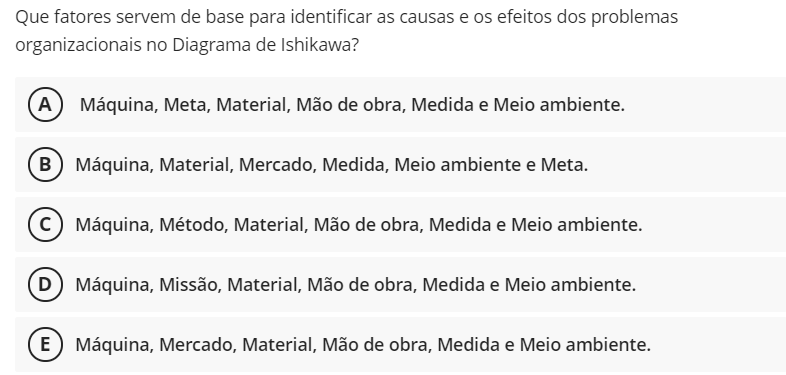 Que fatores servem de base para identificar as causas e os efeitos dos problemas
organizacionais no Diagrama de Ishikawa?
A Máquina, Meta, Material, Mão de obra, Medida e Meio ambiente.
B Máquina, Material, Mercado, Medida, Meio ambiente e Meta.
C Máquina, Método, Material, Mão de obra, Medida e Meio ambiente.
D Máquina, Missão, Material, Mão de obra, Medida e Meio ambiente.
E Máquina, Mercado, Material, Mão de obra, Medida e Meio ambiente.